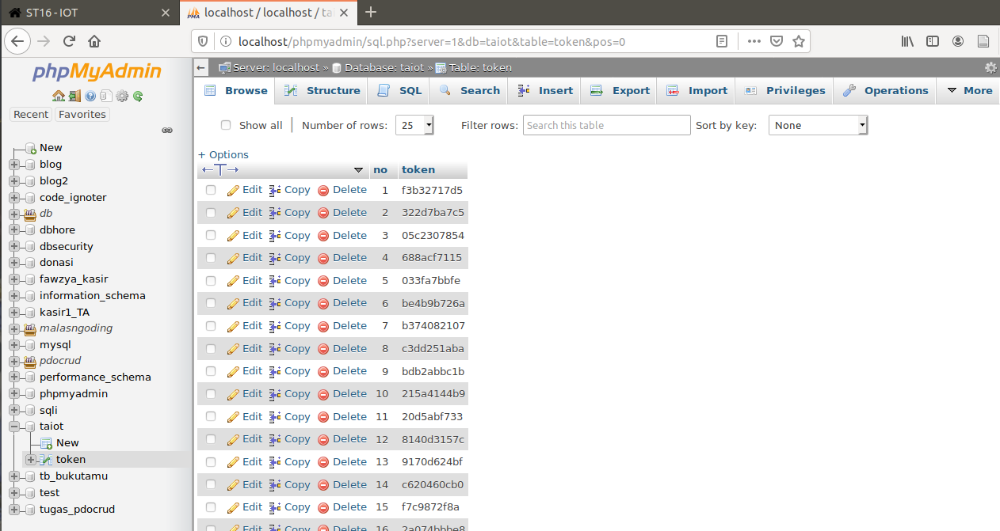 ST16 - IOT
localhost / localhost / ta
localhost/phpmyadmin/sql.php?server=1&db=taiot&table=token&pos=0
phpMyAdmin
Recent Favorites
New
blog
blog2
code_ignoter
db
dbhore
dbsecurity
donasi
fawzya_kasir
information_schema
kasir1_TA
malasngoding
mysql
pdocrud
performance_schema
phpmyadmin
sqli
taiot
New
token
tb_bukutamu
test
tugas_pdocrud
Server: localhost » Database: taiot » Table: token
Browse Structure SQL Search Insert Export Import Privileges Operations More
Show all Number of rows: 25 Filter rows: Search this table Sort by key: None
+ Options
←T→ no token
Edit Copy Delete 1 f3b32717d5
Edit Copy Delete 2 322d7ba7c5
Edit Copy Delete 3 05c2307854
Edit Copy Delete 4 688acf7115
Edit Copy Delete 5 033fa7bbfe
Edit Copy Delete 6 be4b9b726a
Edit Copy Delete 7 b374082107
Edit Copy Delete 8 c3dd251aba
Edit Copy Delete 9 bdb2abbc1b
Edit Copy Delete 10 215a4144b9
Edit Copy Delete 11 20d5abf733
Edit Copy Delete 12 8140d3157c
Edit Copy Delete 13 9170d624bf
Edit Copy Delete 14 c620460cb0
Edit Copy Delete 15 f7c9872f8a
Edit Copy Delete 16 2a074bbbe8